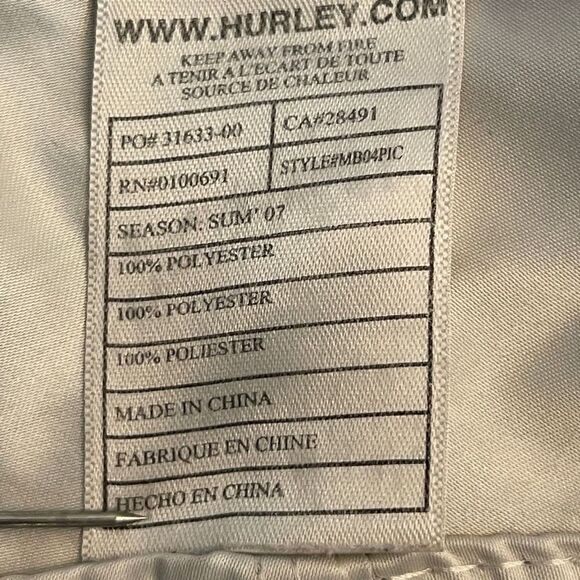 WWW.HURLEY.COM
KEEP AWAY FROM FIRE
A TENIR A L'ECART DE TOUTE
SOURCE DE CHALEUR
PO# 31633-00 CA#28491
RN#0100691 STYLE#MB04PIC
SEASON: SUM' 07
100% POLYESTER
100% POLYESTER
100% POLIESTER
MADE IN CHINA
FABRIQUE EN CHINE
HECHO EN CHINA